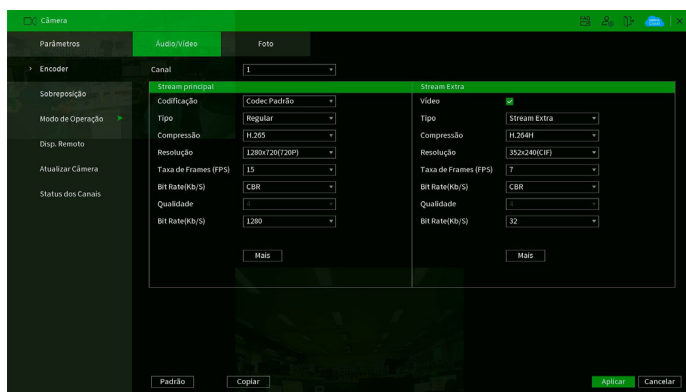 Câmera
Parâmetros
Áudio/Vídeo
Foto
Encoder
Canal
1
Sobreposição
Stream principal
Stream Extra
Codificação
Codec Padrão
Vídeo
Modo de Operação
Tipo
Regular
Tipo
Stream Extra
Compressão
H.265
Compressão
H.264H
Disp. Remoto
Resolução
1280x720(720P)
Resolução
352x240(CIF)
Atualizar Câmera
Taxa de Frames (FPS)
15
Taxa de Frames (FPS)
7
Status dos Canais
Bit Rate(Kb/S)
CBR
Bit Rate(Kb/S)
CBR
Qualidade
4
Qualidade
4
Bit Rate(Kb/S)
1280
Bit Rate(Kb/S)
32
Mais
Mais
Padrão
Copiar
Aplicar
Cancelar